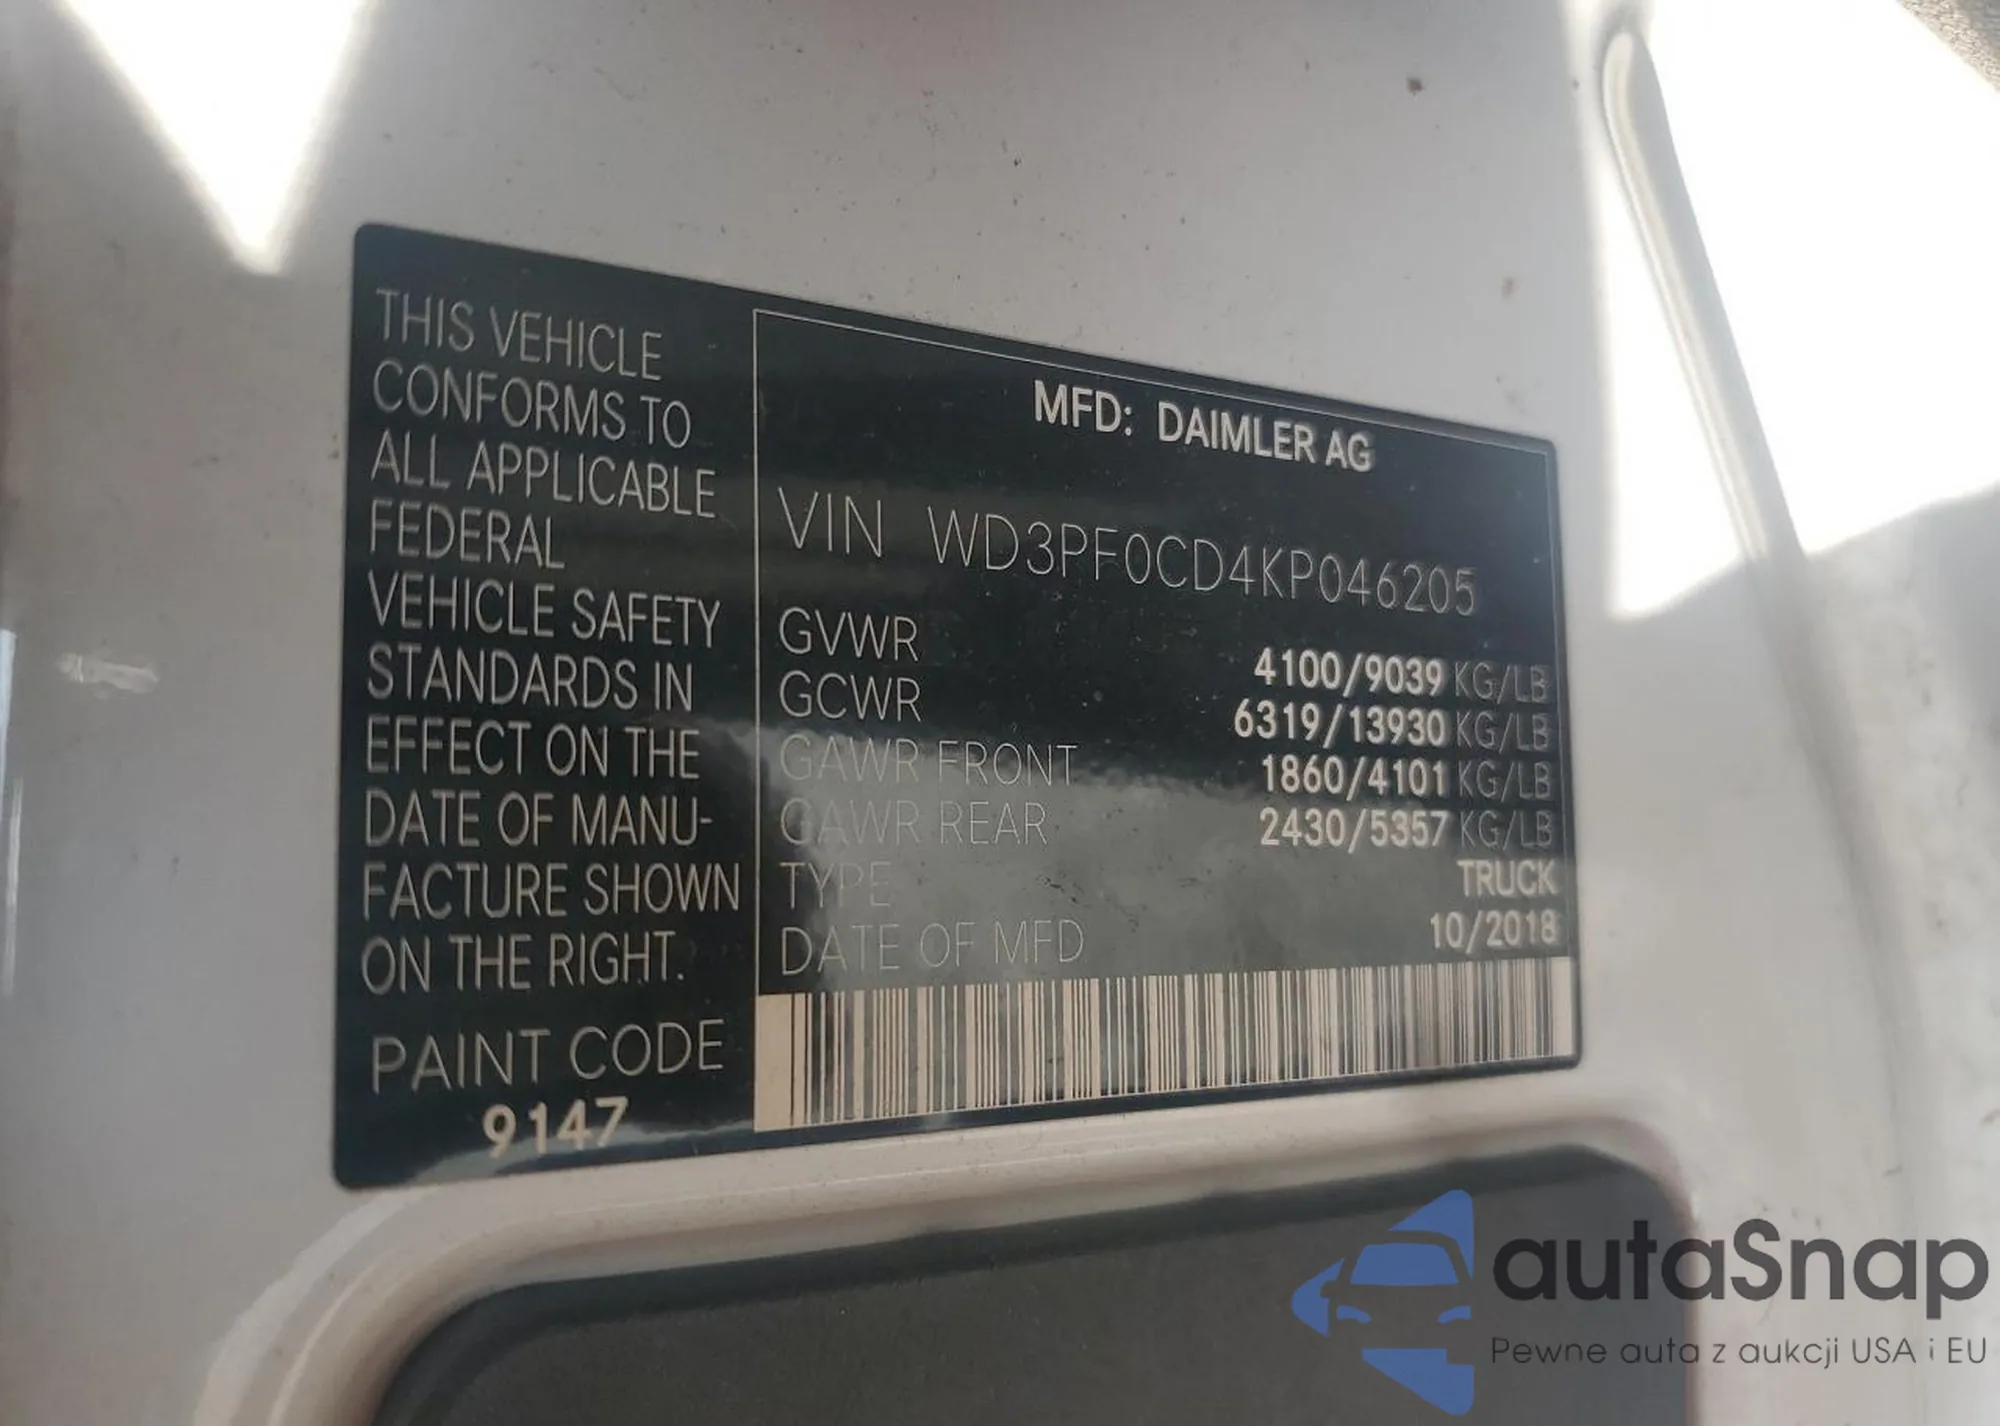 THIS VEHICLE
CONFORMS TO
ALL APPLICABLE
FEDERAL
VEHICLE SAFETY
STANDARDS IN
EFFECT ON THE
DATE OF MANU-
FACTURE SHOWN
ON THE RIGHT.
PAINT CODE
9147
MFD: DAIMLER AG
VIN WD3PF0CD4KP046205
GVWR 4100/9039 KG/LB
GCWR 6319/13930 KG/LB
GAWR FRONT 1860/4101 KG/LB
GAWR REAR 2430/5357 KG/LB
TYPE TRUCK
DATE OF MFD 10/2018
autaSnap
Pewne auta z aukcji USA i EU